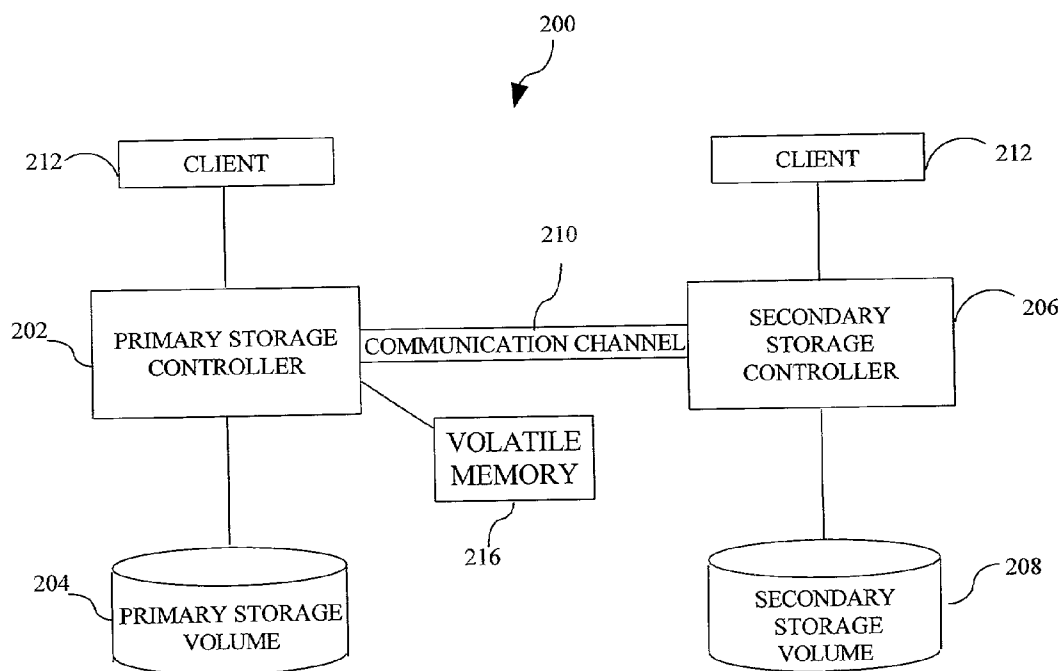 200
212
CLIENT
CLIENT
212
210
202
PRIMARY STORAGE
CONTROLLER
COMMUNICATION CHANNEL
SECONDARY
STORAGE
CONTROLLER
206
VOLATILE
MEMORY
216
204
PRIMARY STORAGE
VOLUME
SECONDARY
STORAGE
VOLUME
208